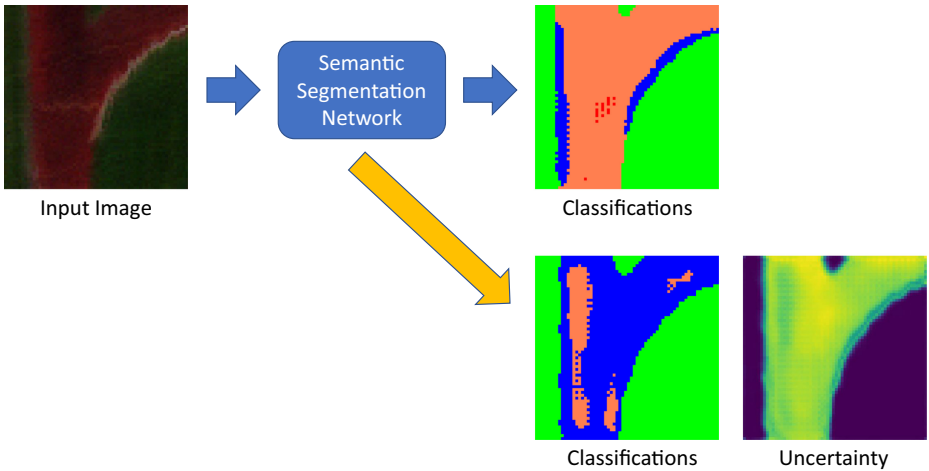 Semantic
Segmentation
Network
Input Image
Classifications
Classifications
Uncertainty